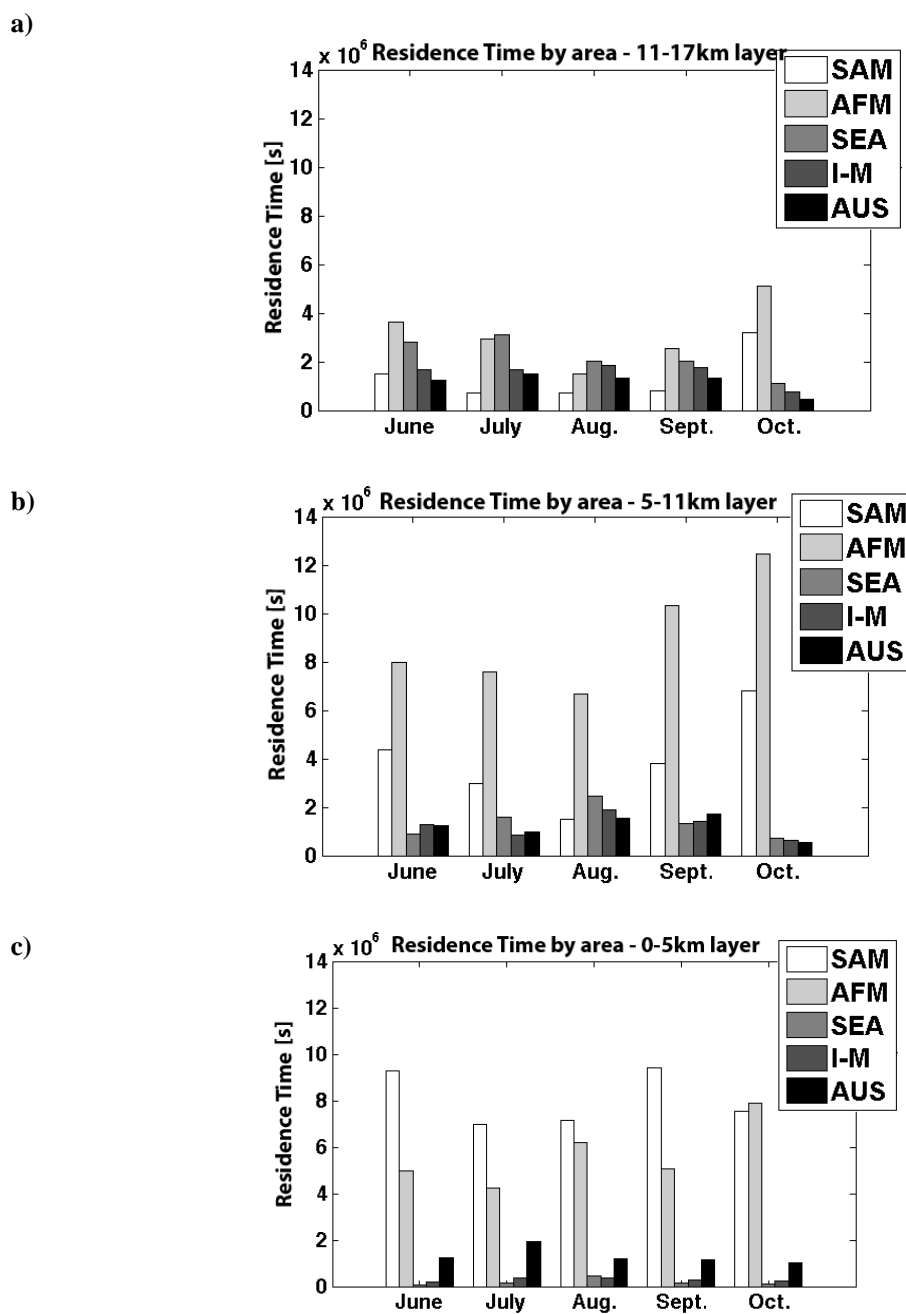 a)
x 10^6 Residence Time by area - 11-17km layer
14
12
10
8
6
4
2
0
Residence Time [s]
SAM
AFM
SEA
I-M
AUS
June July Aug. Sept. Oct.
b)
x 10^6 Residence Time by area - 5-11km layer
14
12
10
8
6
4
2
0
Residence Time [s]
SAM
AFM
SEA
I-M
AUS
June July Aug. Sept. Oct.
c)
x 10^6 Residence Time by area - 0-5km layer
14
12
10
8
6
4
2
0
Residence Time [s]
SAM
AFM
SEA
I-M
AUS
June July Aug. Sept. Oct.